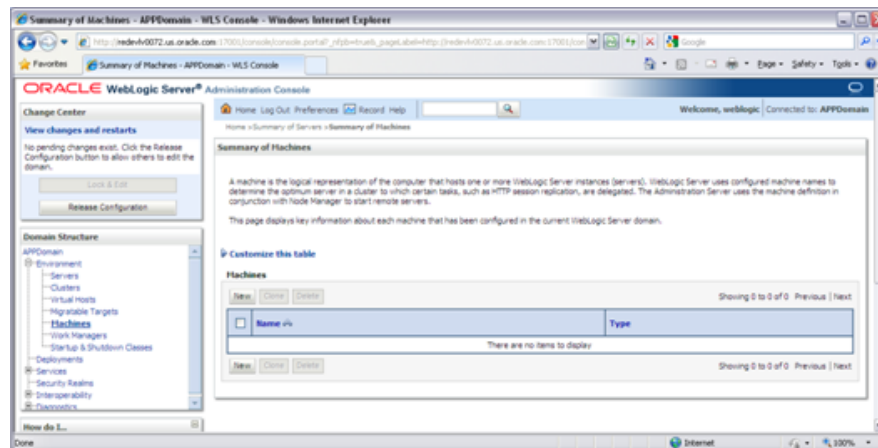 Summary of Machines - APPDomain - WLS Console - Windows Internet Explorer
Google
Favorites
Summary of Machines - APPDomain - WLS Console
Page
Safety
Tools
ORACLE WebLogic Server® Administration Console
Change Center
View changes and restarts
No pending changes exist. Click the Release
Configuration button to allow others to edit the
domain.
Lock & Edit
Release Configuration
Domain Structure
APPDomain
Environment
Servers
Clusters
Virtual Hosts
Migratable Targets
Machines
Work Managers
Startup & Shutdown Classes
Deployments
Services
Security Realms
Interoperability
Diagnostics
How do I...
Home Log Out Preferences Record Help
Welcome, weblogic Connected to: APPDomain
Home >Summary of Servers >Summary of Machines
Summary of Machines
A machine is the logical representation of the computer that hosts one or more WebLogic Server instances (servers). WebLogic Server uses configured machine names to
determine the optimum server in a cluster to which certain tasks, such as HTTP session replication, are delegated. The Administration Server uses the machine definition in
conjunction with Node Manager to start remote servers.
This page displays key information about each machine that has been configured in the current WebLogic Server domain.
Customize this table
Machines
New Clone Delete
Showing 0 to 0 of 0 Previous | Next
Name
Type
There are no items to display
New Clone Delete
Showing 0 to 0 of 0 Previous | Next
Done
Internet
100%